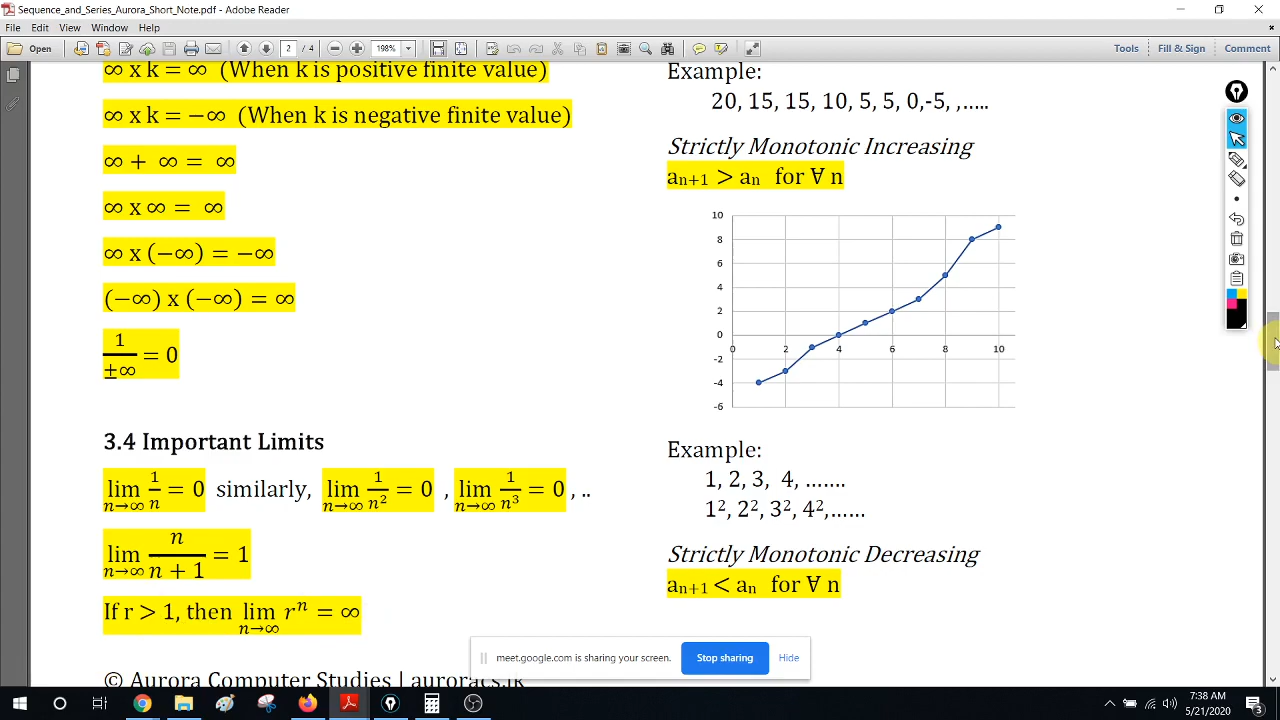 Sequence_and_Series_Aurora_Short_Note.pdf - Adobe Reader
File Edit View Window Help
Open 2 / 4 198% Tools Fill & Sign Comment
∞ x k = ∞ (When k is positive finite value)
∞ x k = −∞ (When k is negative finite value)
∞ + ∞ = ∞
∞ x ∞ = ∞
∞ x (−∞) = −∞
(−∞) x (−∞) = ∞
1/±∞ = 0
3.4 Important Limits
lim n→∞ 1/n = 0 similarly, lim n→∞ 1/n² = 0 , lim n→∞ 1/n³ = 0 , ..
lim n→∞ n/n + 1 = 1
If r > 1, then lim n→∞ rⁿ = ∞
© Aurora Computer Studies | auroracs.lk
Example:
20, 15, 15, 10, 5, 5, 0,-5, ,.....
Strictly Monotonic Increasing
aₙ₊₁ > aₙ for ∀ n
10
8
6
4
2
0
-2
-4
-6
0 2 4 6 8 10
Example:
1, 2, 3, 4, .......
1², 2², 3², 4²,......
Strictly Monotonic Decreasing
aₙ₊₁ < aₙ for ∀ n
meet.google.com is sharing your screen. Stop sharing Hide
7:38 AM
5/21/2020
3